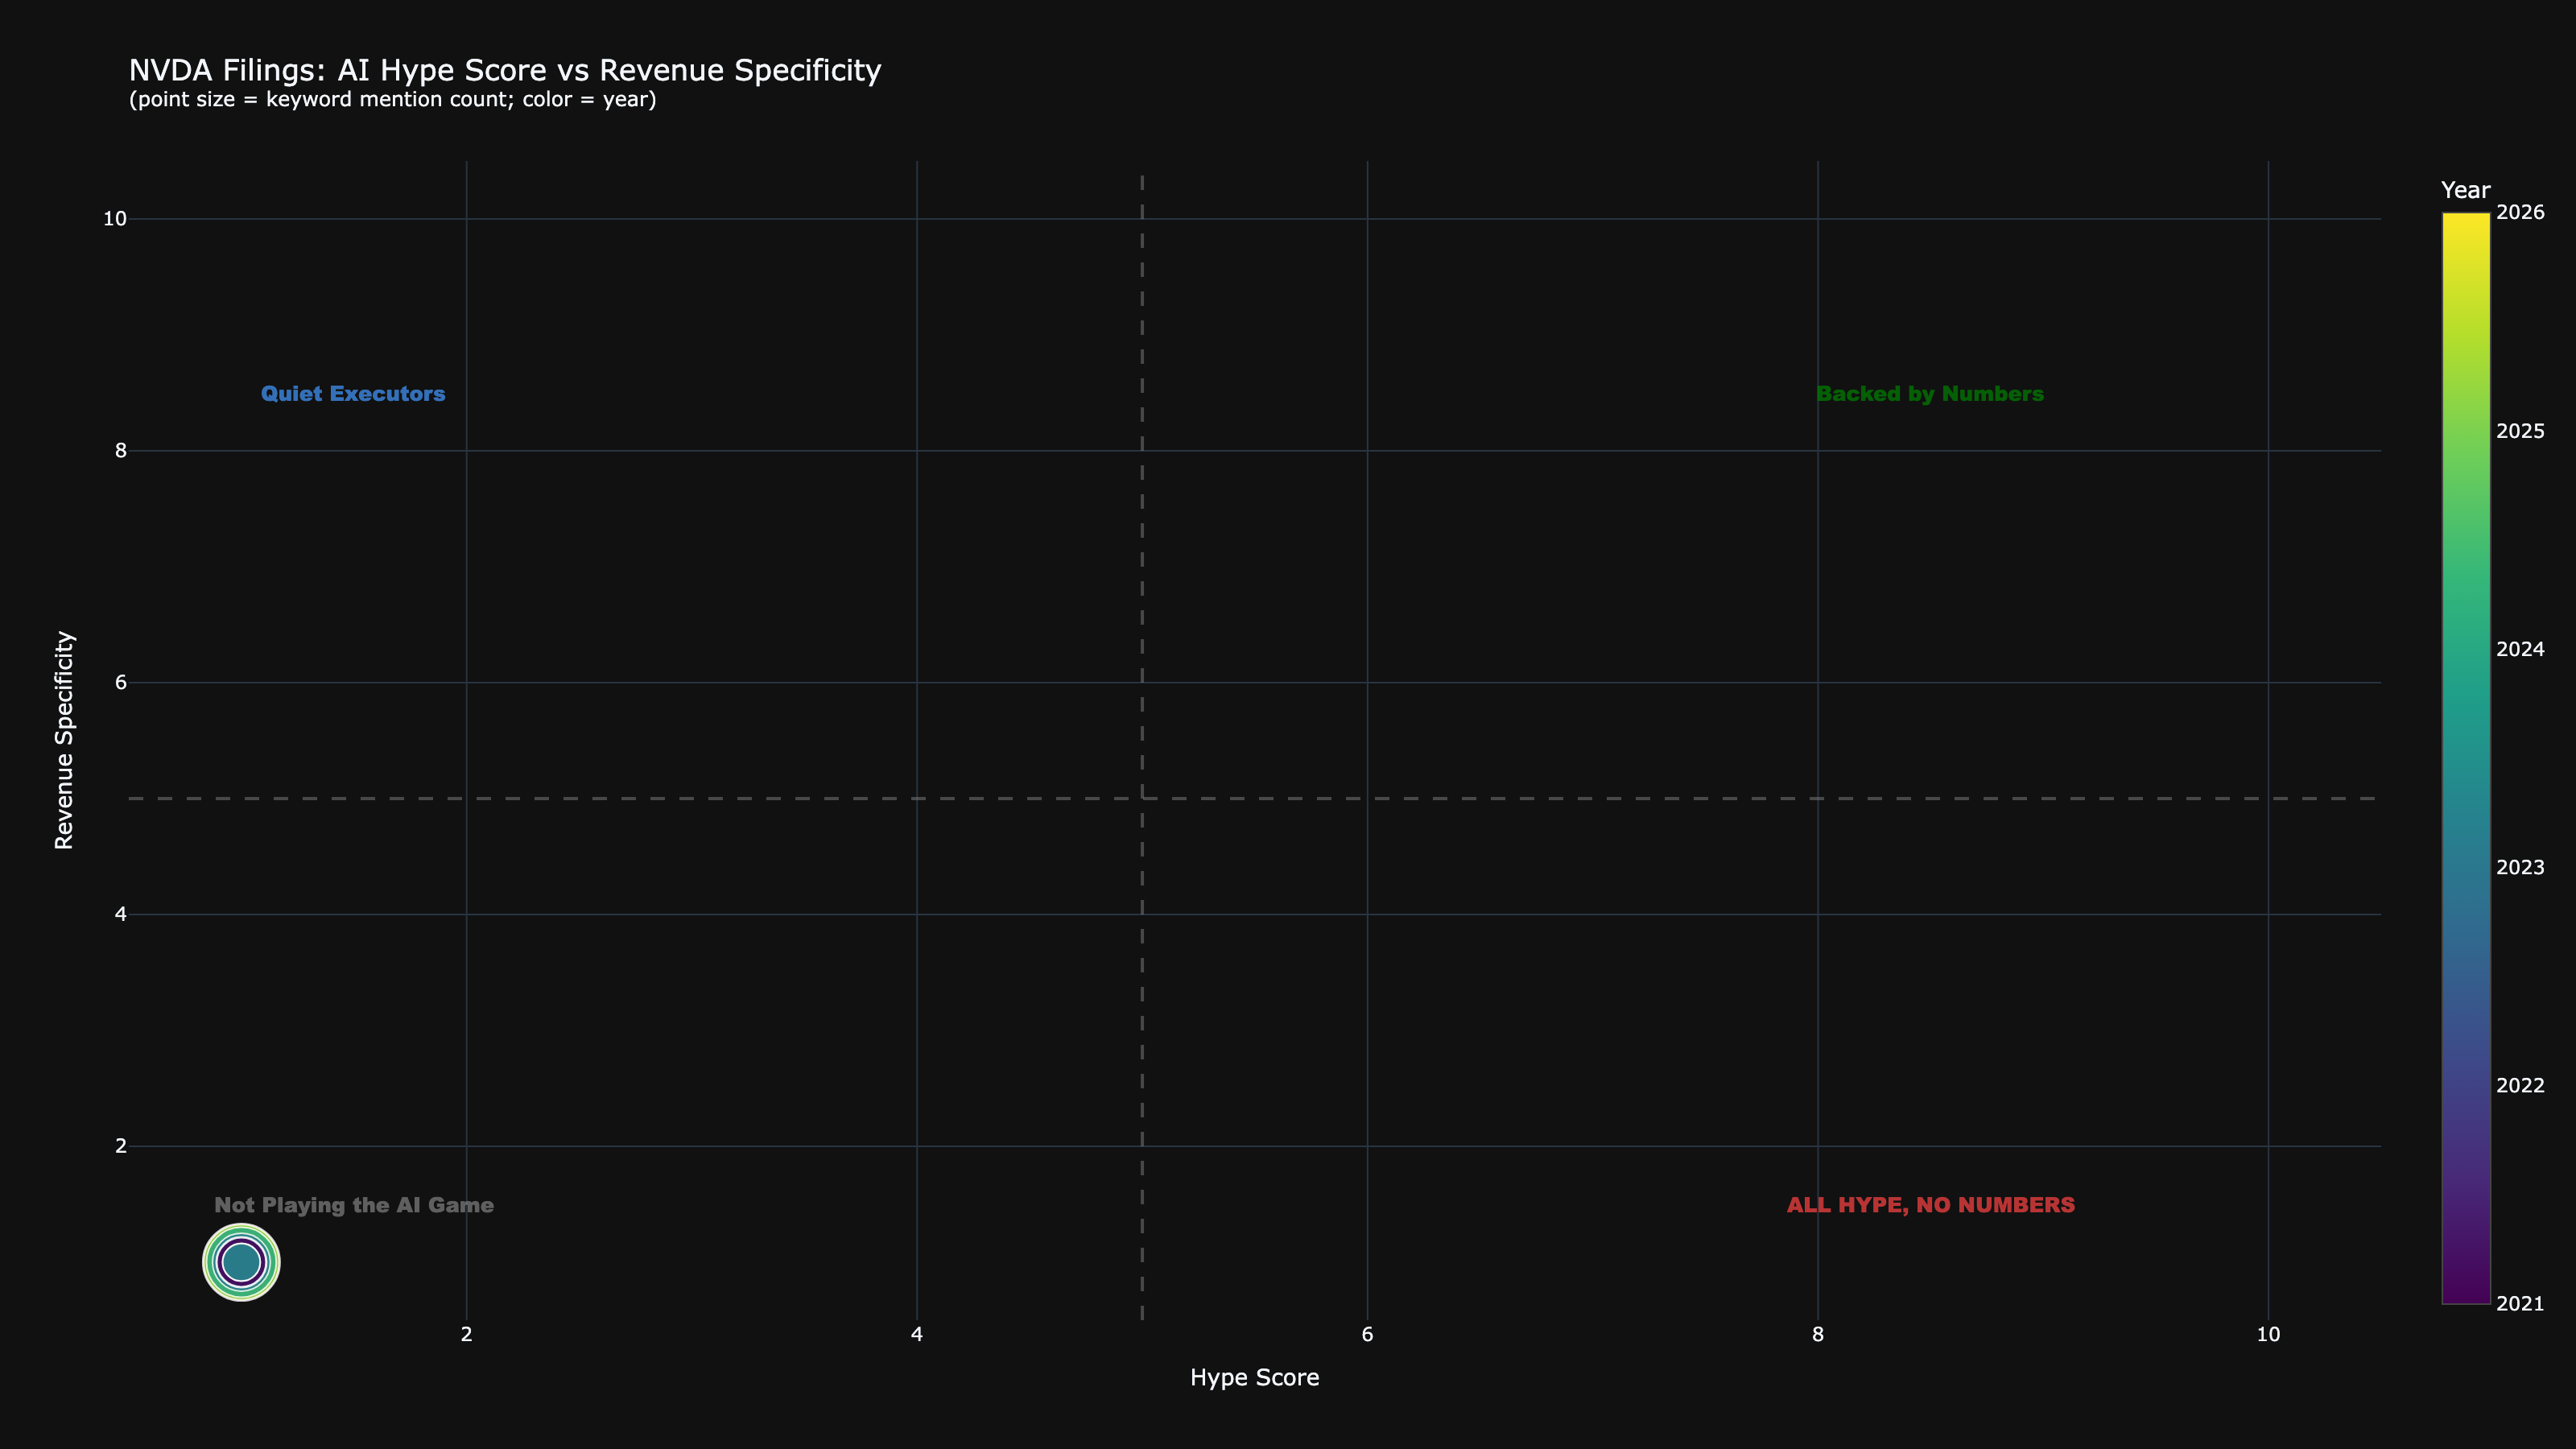 NVDA Filings: AI Hype Score vs Revenue Specificity
(point size = keyword mention count; color = year)
Year
10
8
6
4
2
Revenue Specificity
Quiet Executors
Backed by Numbers
Not Playing the AI Game
ALL HYPE, NO NUMBERS
2
4
6
8
10
Hype Score
2026
2025
2024
2023
2022
2021